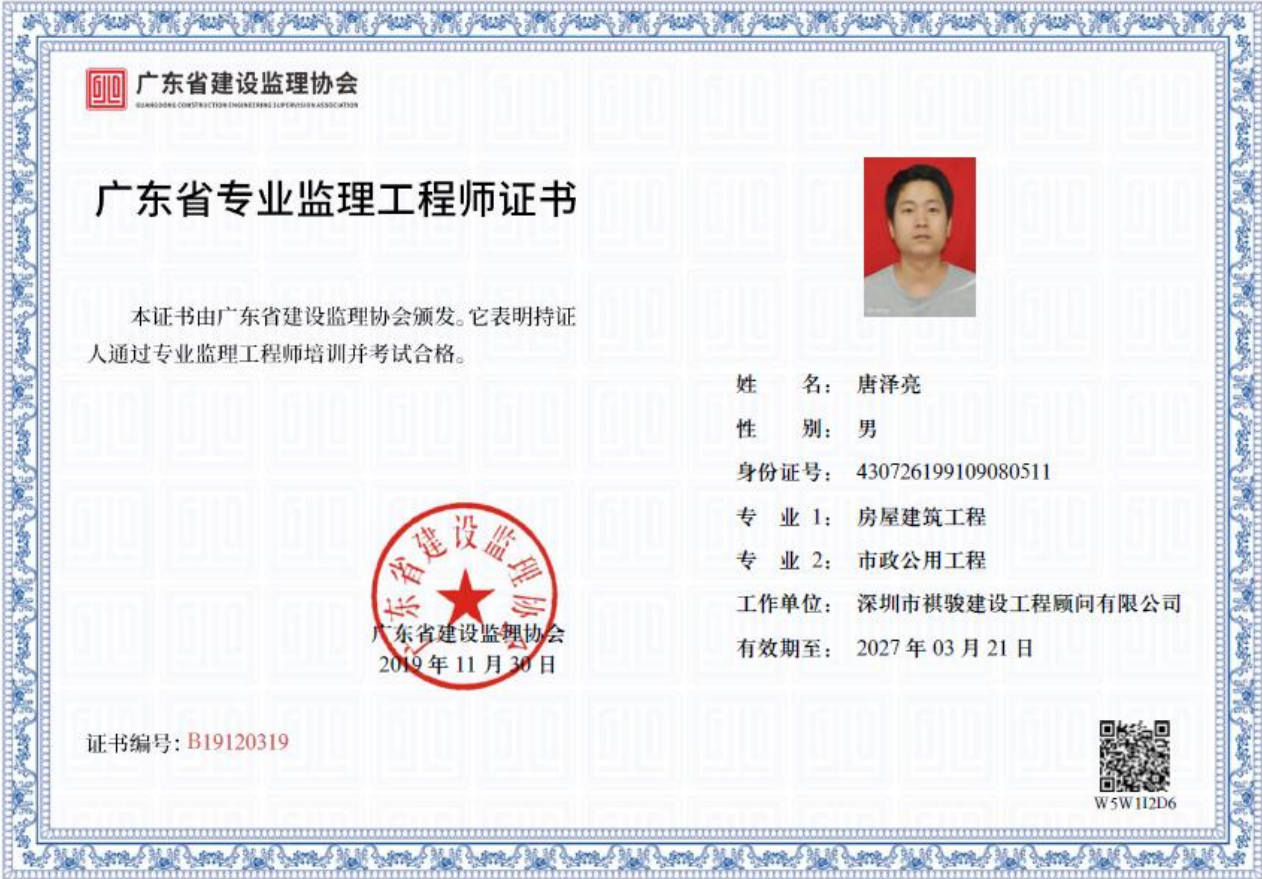 广东省建设监理协会
GUANGDONG CONSTRUCTION ENGINEERING SUPERVISION ASSOCIATION
广东省专业监理工程师证书
本证书由广东省建设监理协会颁发。它表明持证
人通过专业监理工程师培训并考试合格。
姓 名： 唐泽亮
性 别： 男
身份证号： 430726199109080511
专 业 1： 房屋建筑工程
专 业 2： 市政公用工程
工作单位： 深圳市祺骏建设工程顾问有限公司
有效期至： 2027 年 03 月 21 日
广东省建设监理协会
广东省建设监理协会
2019 年 11 月 30 日
证书编号：B19120319
W5W1I2D6